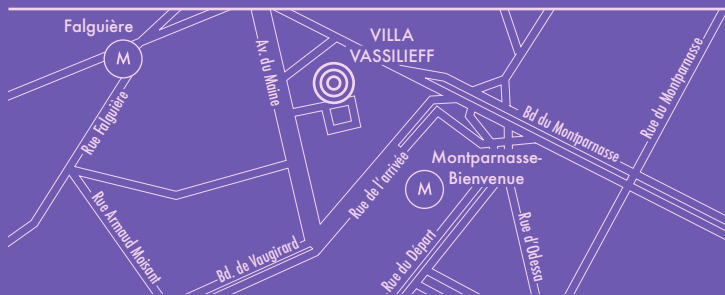 Falguière
M
VILLA
VASSILIEFF
Av. du Maine
Rue du Montparnasse
Rue Falguière
Bd du Montparnasse
Montparnasse-
Bienvenue
M
Rue de l'arrivée
Rue Armaud Moisant
Bd. de Vaugirard
Rue du Départ
Rue d'Odessa